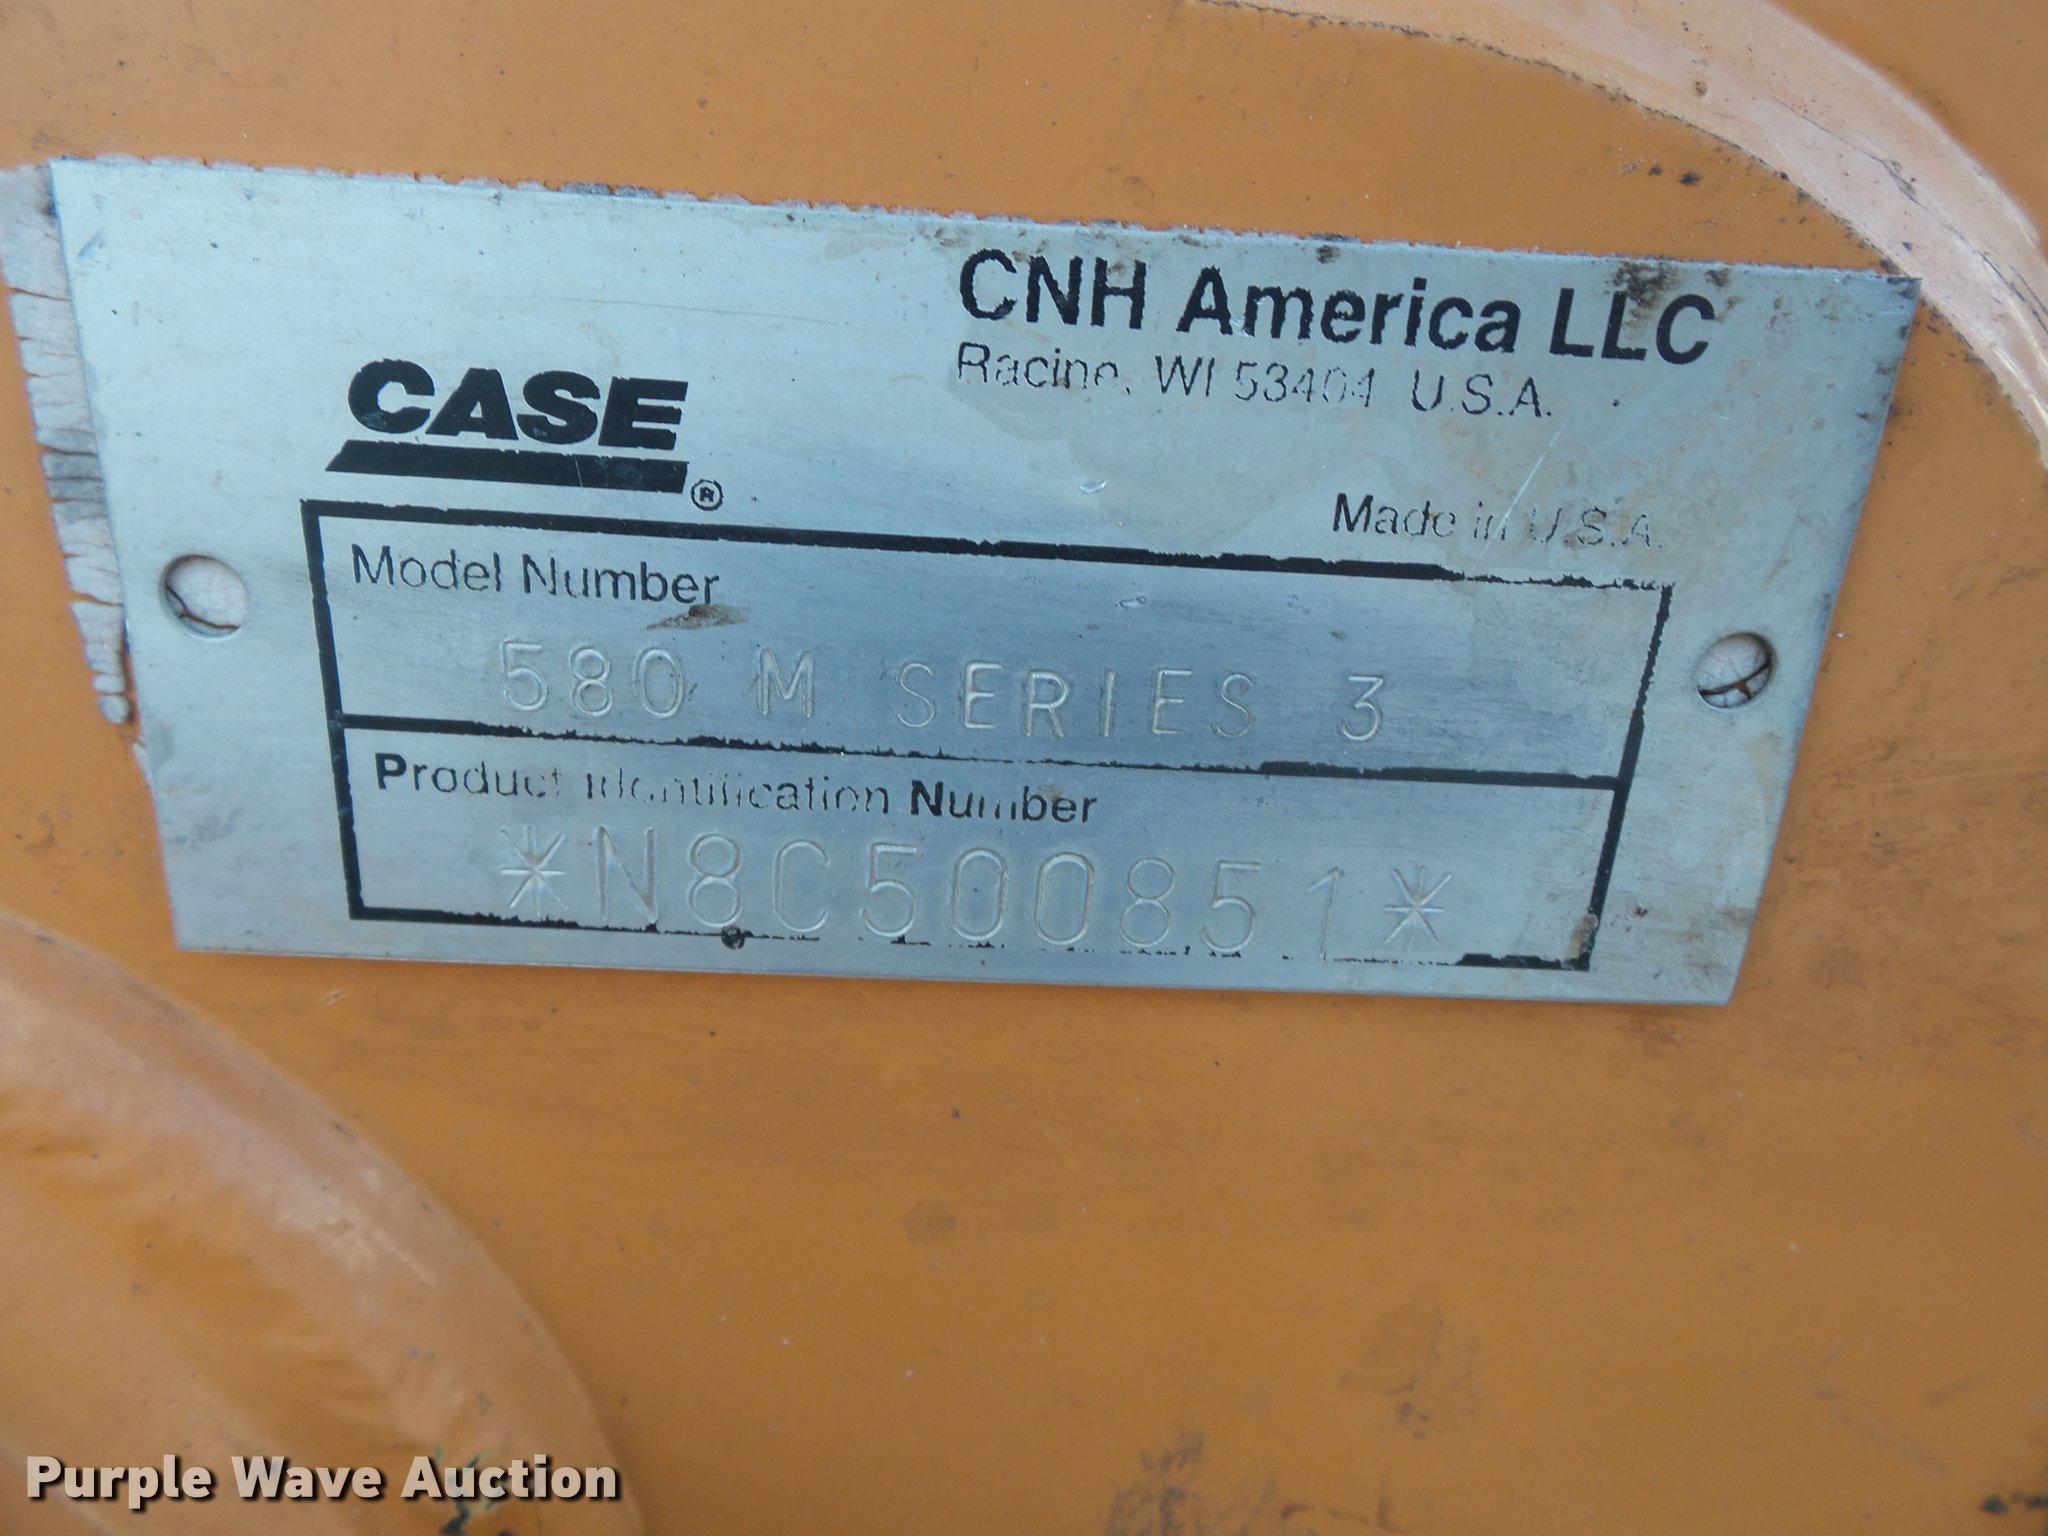 CNH America LLC
Racine, WI 53404 U.S.A.
CASE®
Made in U.S.A.
Model Number
580 M SERIES 3
Product Identification Number
*N8C500851*
Purple Wave Auction